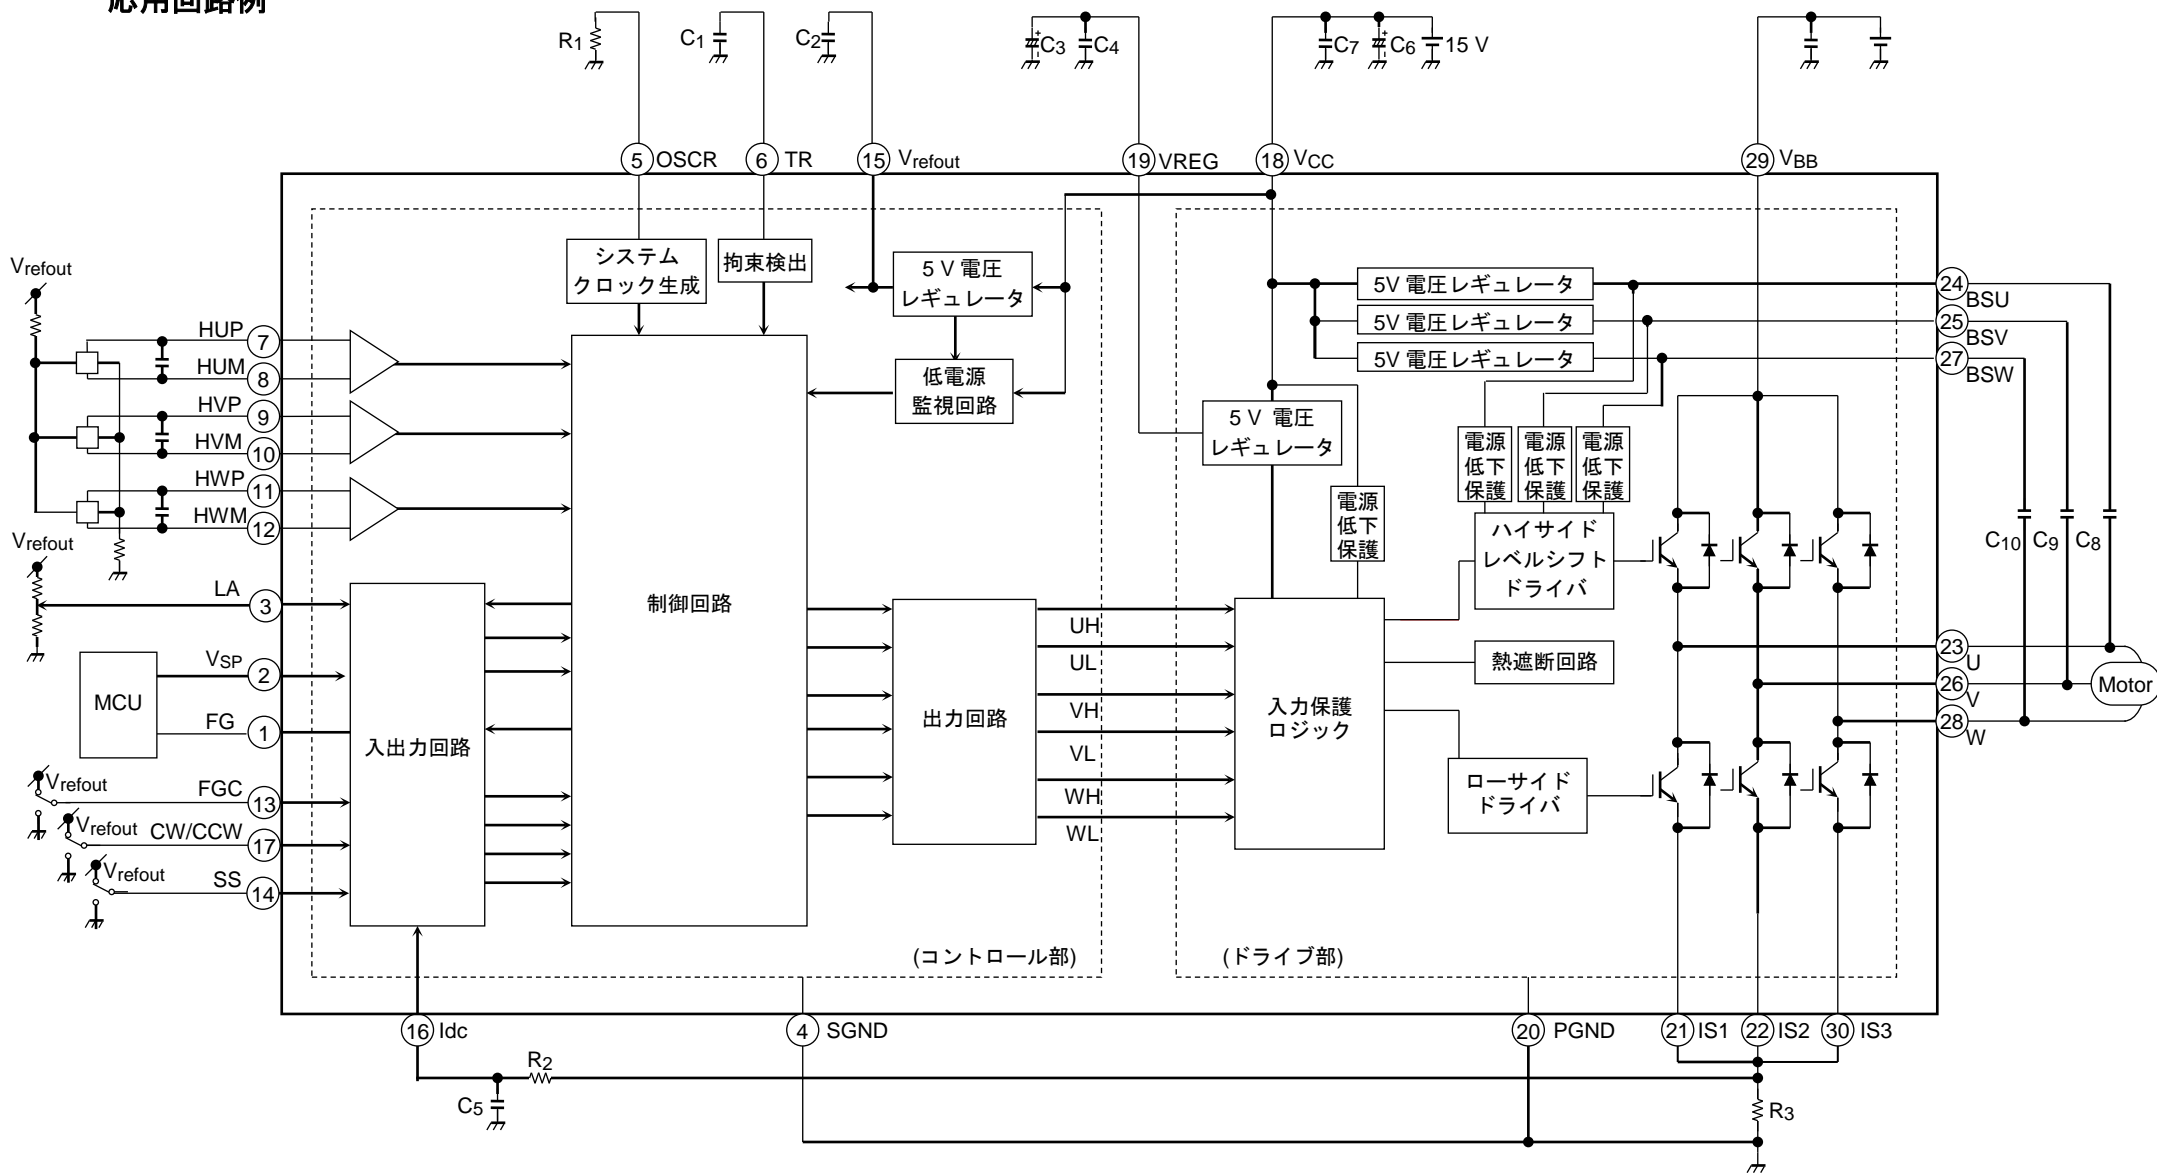 応用回路例
R1
C1
C2
C3
C4
C7
C6
15 V
5
OSCR
6
TR
15
Vrefout
19
VREG
18
VCC
29
VBB
システム
クロック生成
拘束検出
5 V 電圧
レギュレータ
低電源
監視回路
5V 電圧レギュレータ
5V 電圧レギュレータ
5V 電圧レギュレータ
24
BSU
25
BSV
27
BSW
5 V 電圧
レギュレータ
電源
低下
保護
電源
低下
保護
電源
低下
保護
電源
低下
保護
ハイサイド
レベルシフト
ドライバ
C10
C9
C8
Vrefout
HUP
7
HUM
8
HVP
9
HVM
10
HWP
11
HWM
12
Vrefout
LA
3
MCU
VSP
2
FG
1
Vrefout
FGC
13
Vrefout
CW/CCW
17
Vrefout
SS
14
入出力回路
制御回路
出力回路
UH
UL
VH
VL
WH
WL
入力保護
ロジック
熱遮断回路
ローサイド
ドライバ
23
U
26
V
28
W
Motor
(コントロール部)
(ドライブ部)
16
Idc
4
SGND
20
PGND
21
IS1
22
IS2
30
IS3
R2
C5
R3